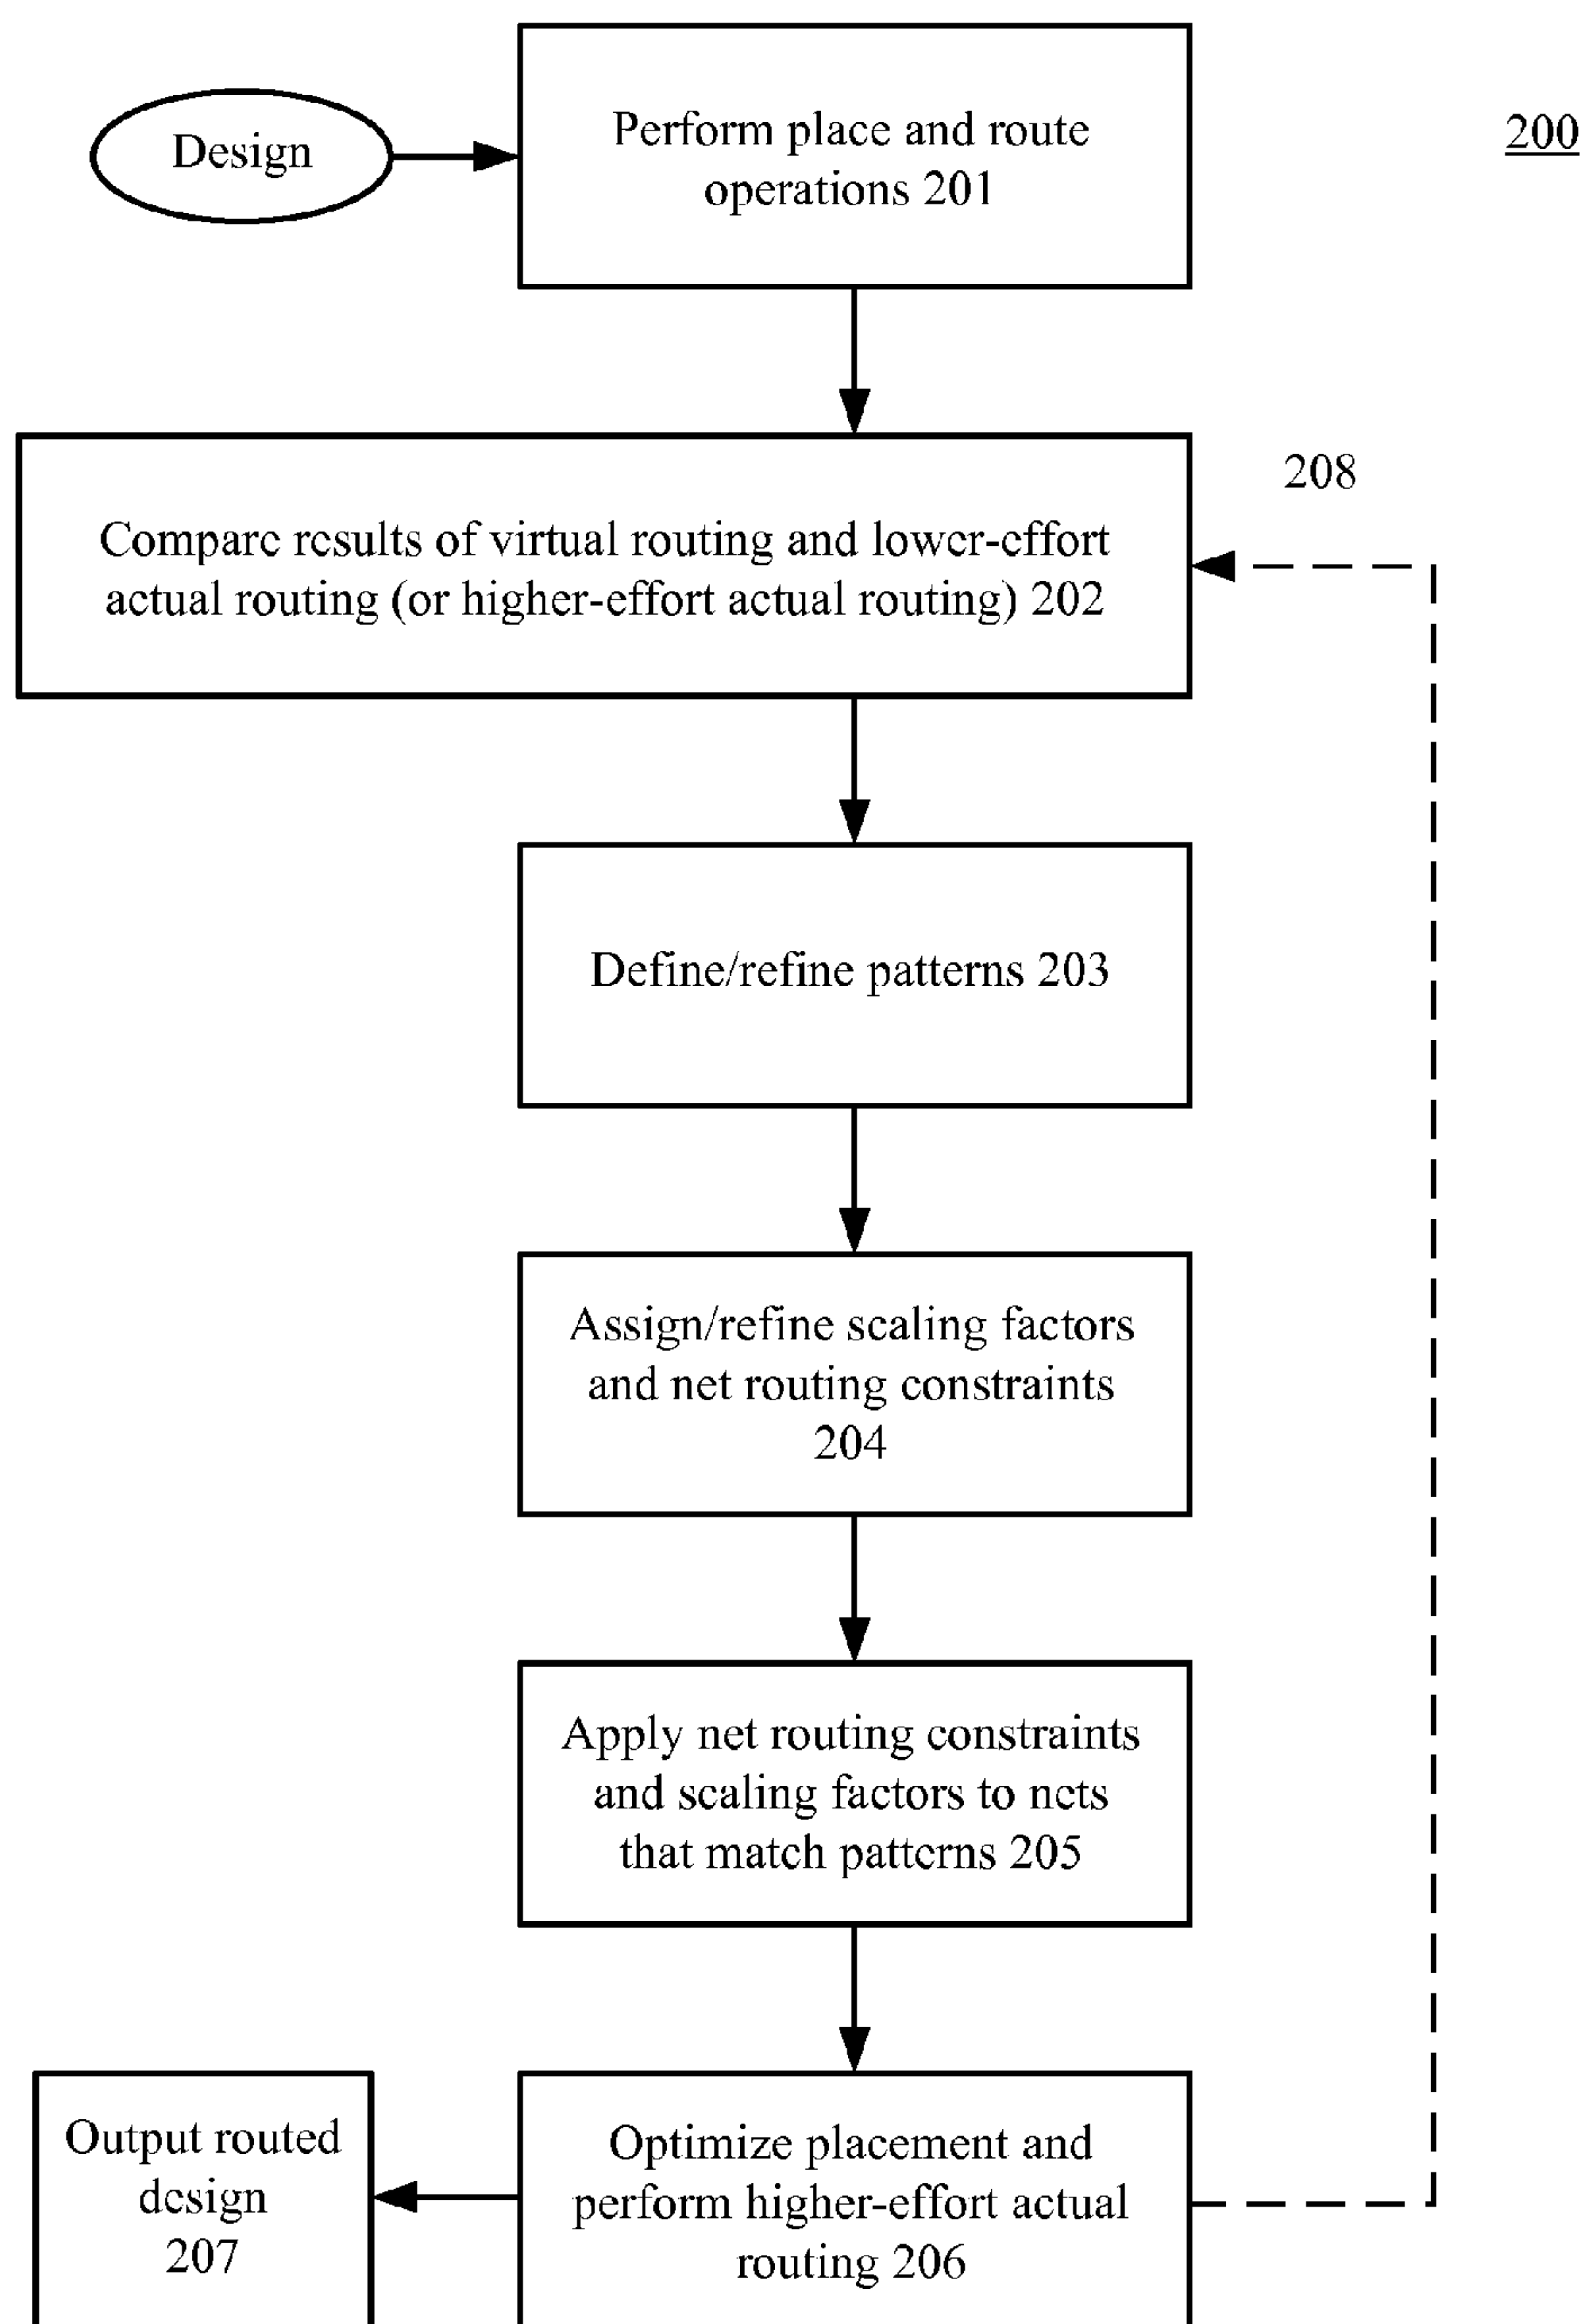 Design
Perform place and route
operations 201
200
Compare results of virtual routing and lower-effort
actual routing (or higher-effort actual routing) 202
208
Define/refine patterns 203
Assign/refine scaling factors
and net routing constraints
204
Apply net routing constraints
and scaling factors to nets
that match patterns 205
Output routed
design
207
Optimize placement and
perform higher-effort actual
routing 206